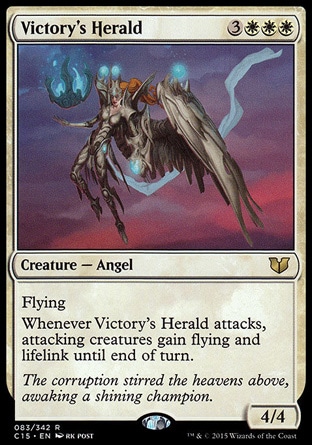 Victory's Herald 3
Creature — Angel
Flying
Whenever Victory's Herald attacks,
attacking creatures gain flying and
lifelink until end of turn.
The corruption stirred the heavens above,
awaking a shining champion.
4/4
083/342 R
C15 • EN RK POST
™ & © 2015 Wizards of the Coast